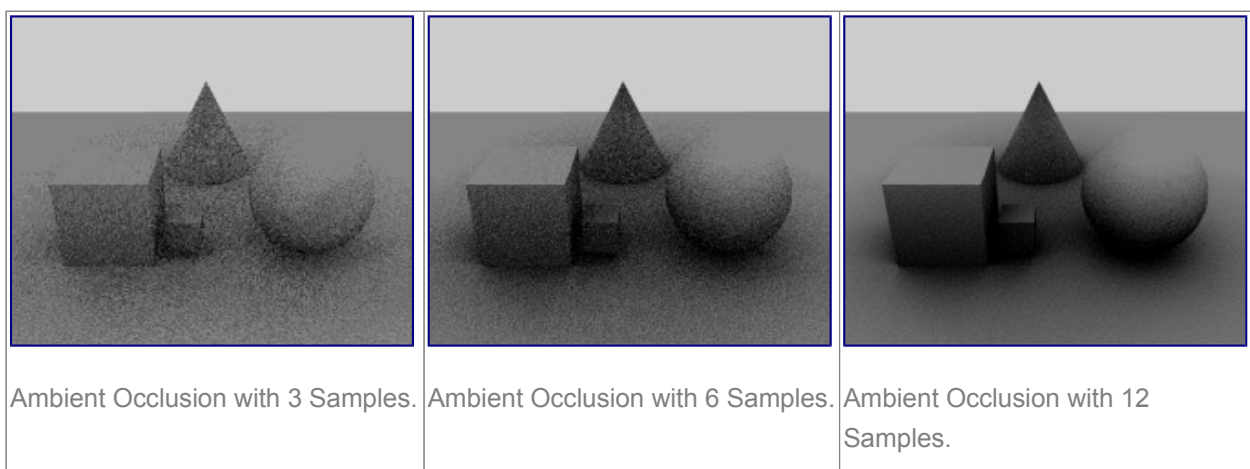 Ambient Occlusion with 3 Samples.
Ambient Occlusion with 6 Samples.
Ambient Occlusion with 12
Samples.